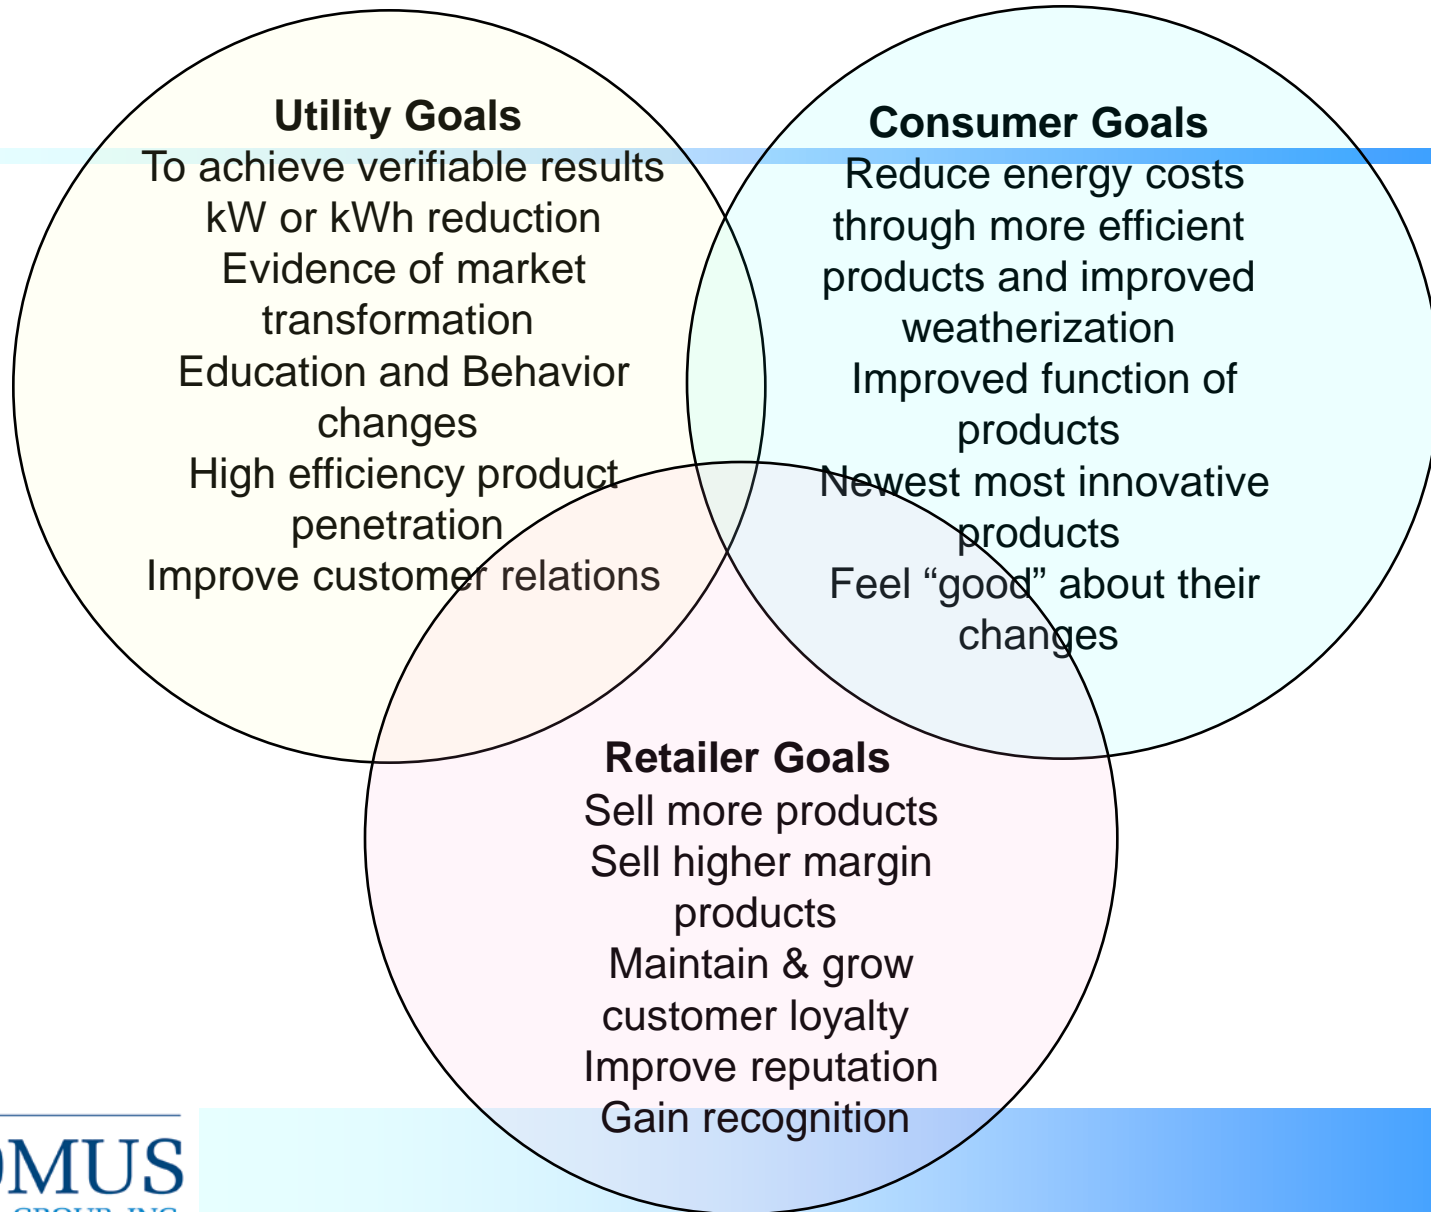 Utility Goals
To achieve verifiable results
kW or kWh reduction
Evidence of market
transformation
Education and Behavior
changes
High efficiency product
penetration
Improve customer relations
Consumer Goals
Reduce energy costs
through more efficient
products and improved
weatherization
Improved function of
products
Newest most innovative
products
Feel “good” about their
changes
Retailer Goals
Sell more products
Sell higher margin
products
Maintain & grow
customer loyalty
Improve reputation
Gain recognition
MUS
GROUP, INC.